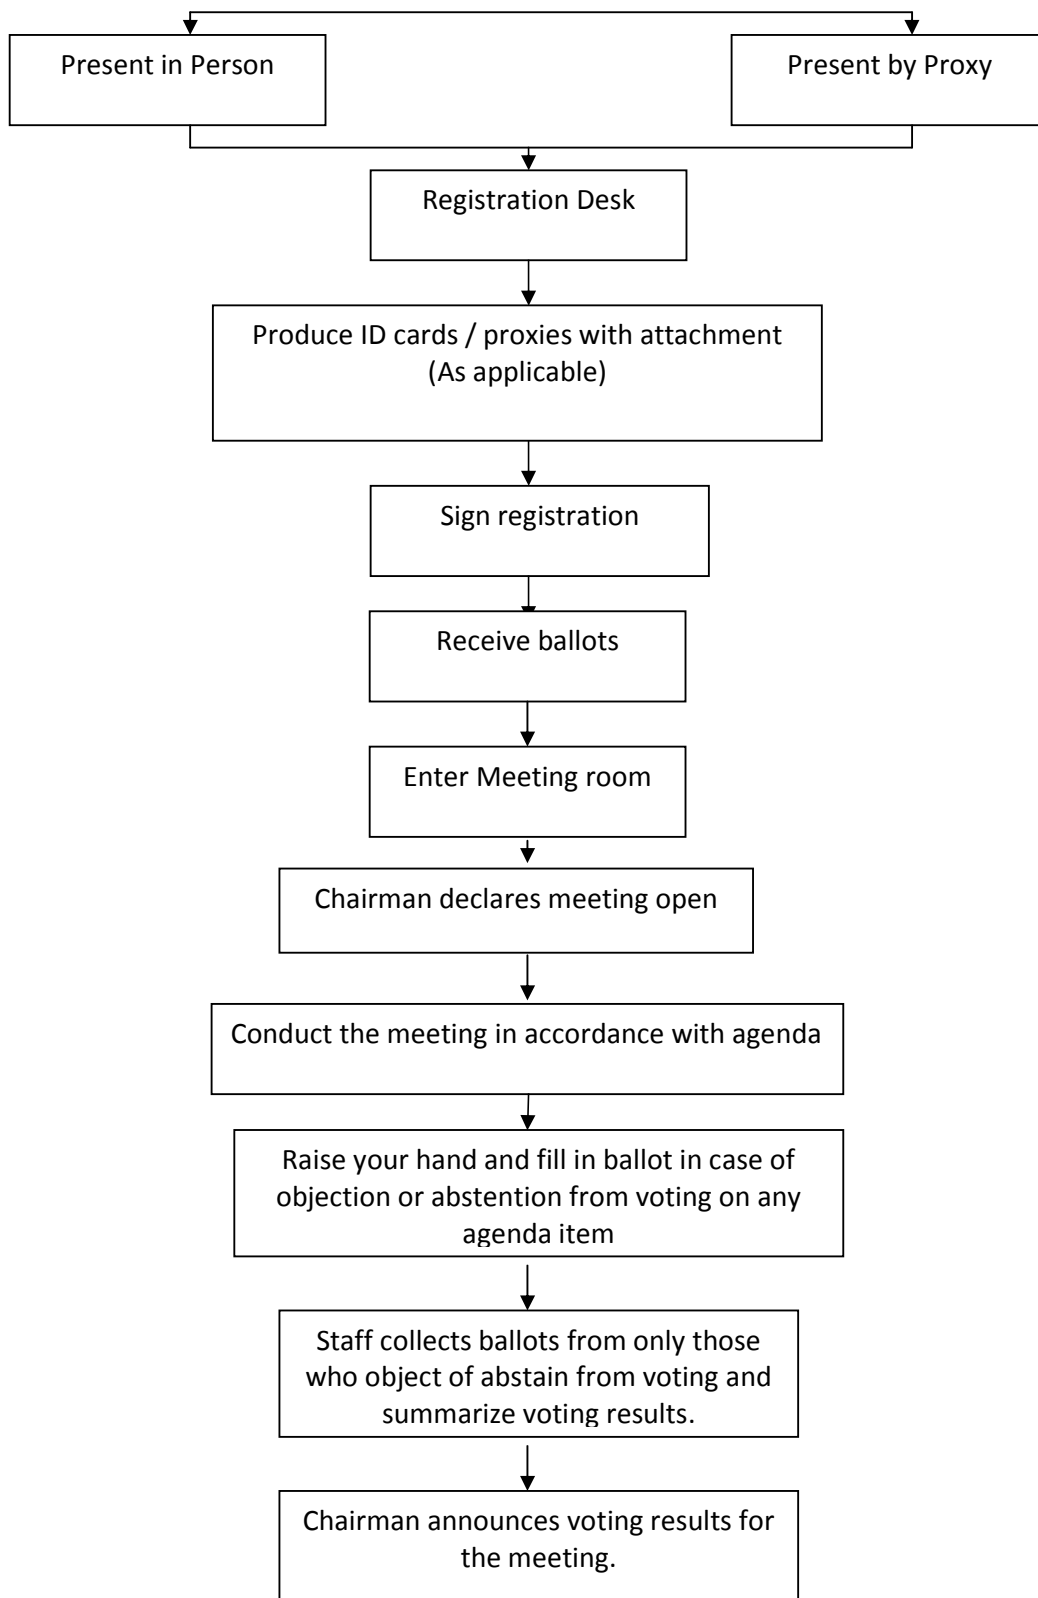 Present in Person
Present by Proxy
Registration Desk
Produce ID cards / proxies with attachment
(As applicable)
Sign registration
Receive ballots
Enter Meeting room
Chairman declares meeting open
Conduct the meeting in accordance with agenda
Raise your hand and fill in ballot in case of
objection or abstention from voting on any
agenda item
Staff collects ballots from only those
who object of abstain from voting and
summarize voting results.
Chairman announces voting results for
the meeting.